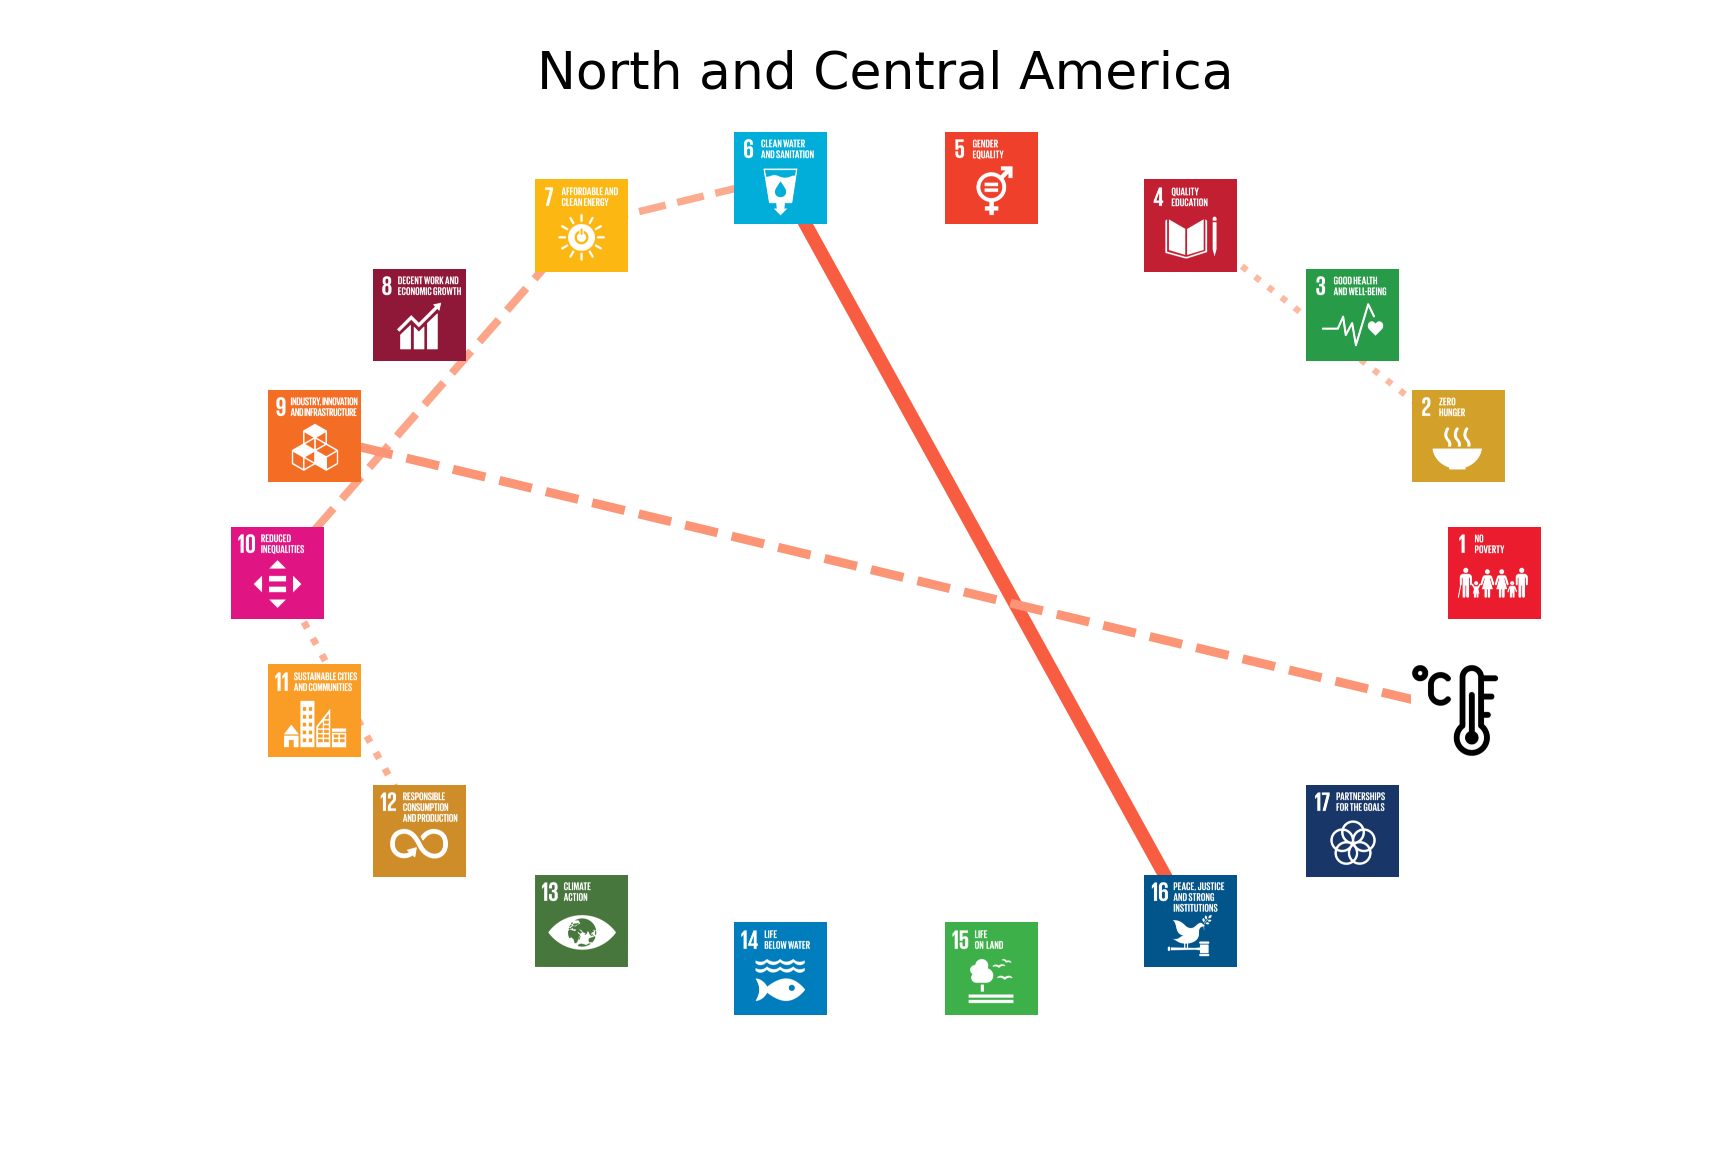 North and Central America
6 CLEAN WATER
AND SANITATION
5 GENDER
EQUALITY
7 AFFORDABLE AND
CLEAN ENERGY
4 QUALITY
EDUCATION
8 DECENT WORK AND
ECONOMIC GROWTH
3 GOOD HEALTH
AND WELL-BEING
9 INDUSTRY, INNOVATION
AND INFRASTRUCTURE
2 ZERO
HUNGER
10 REDUCED
INEQUALITIES
1 NO
POVERTY
11 SUSTAINABLE CITIES
AND COMMUNITIES
°C
12 RESPONSIBLE
CONSUMPTION
AND PRODUCTION
17 PARTNERSHIPS
FOR THE GOALS
13 CLIMATE
ACTION
16 PEACE, JUSTICE
AND STRONG
INSTITUTIONS
14 LIFE
BELOW WATER
15 LIFE
ON LAND